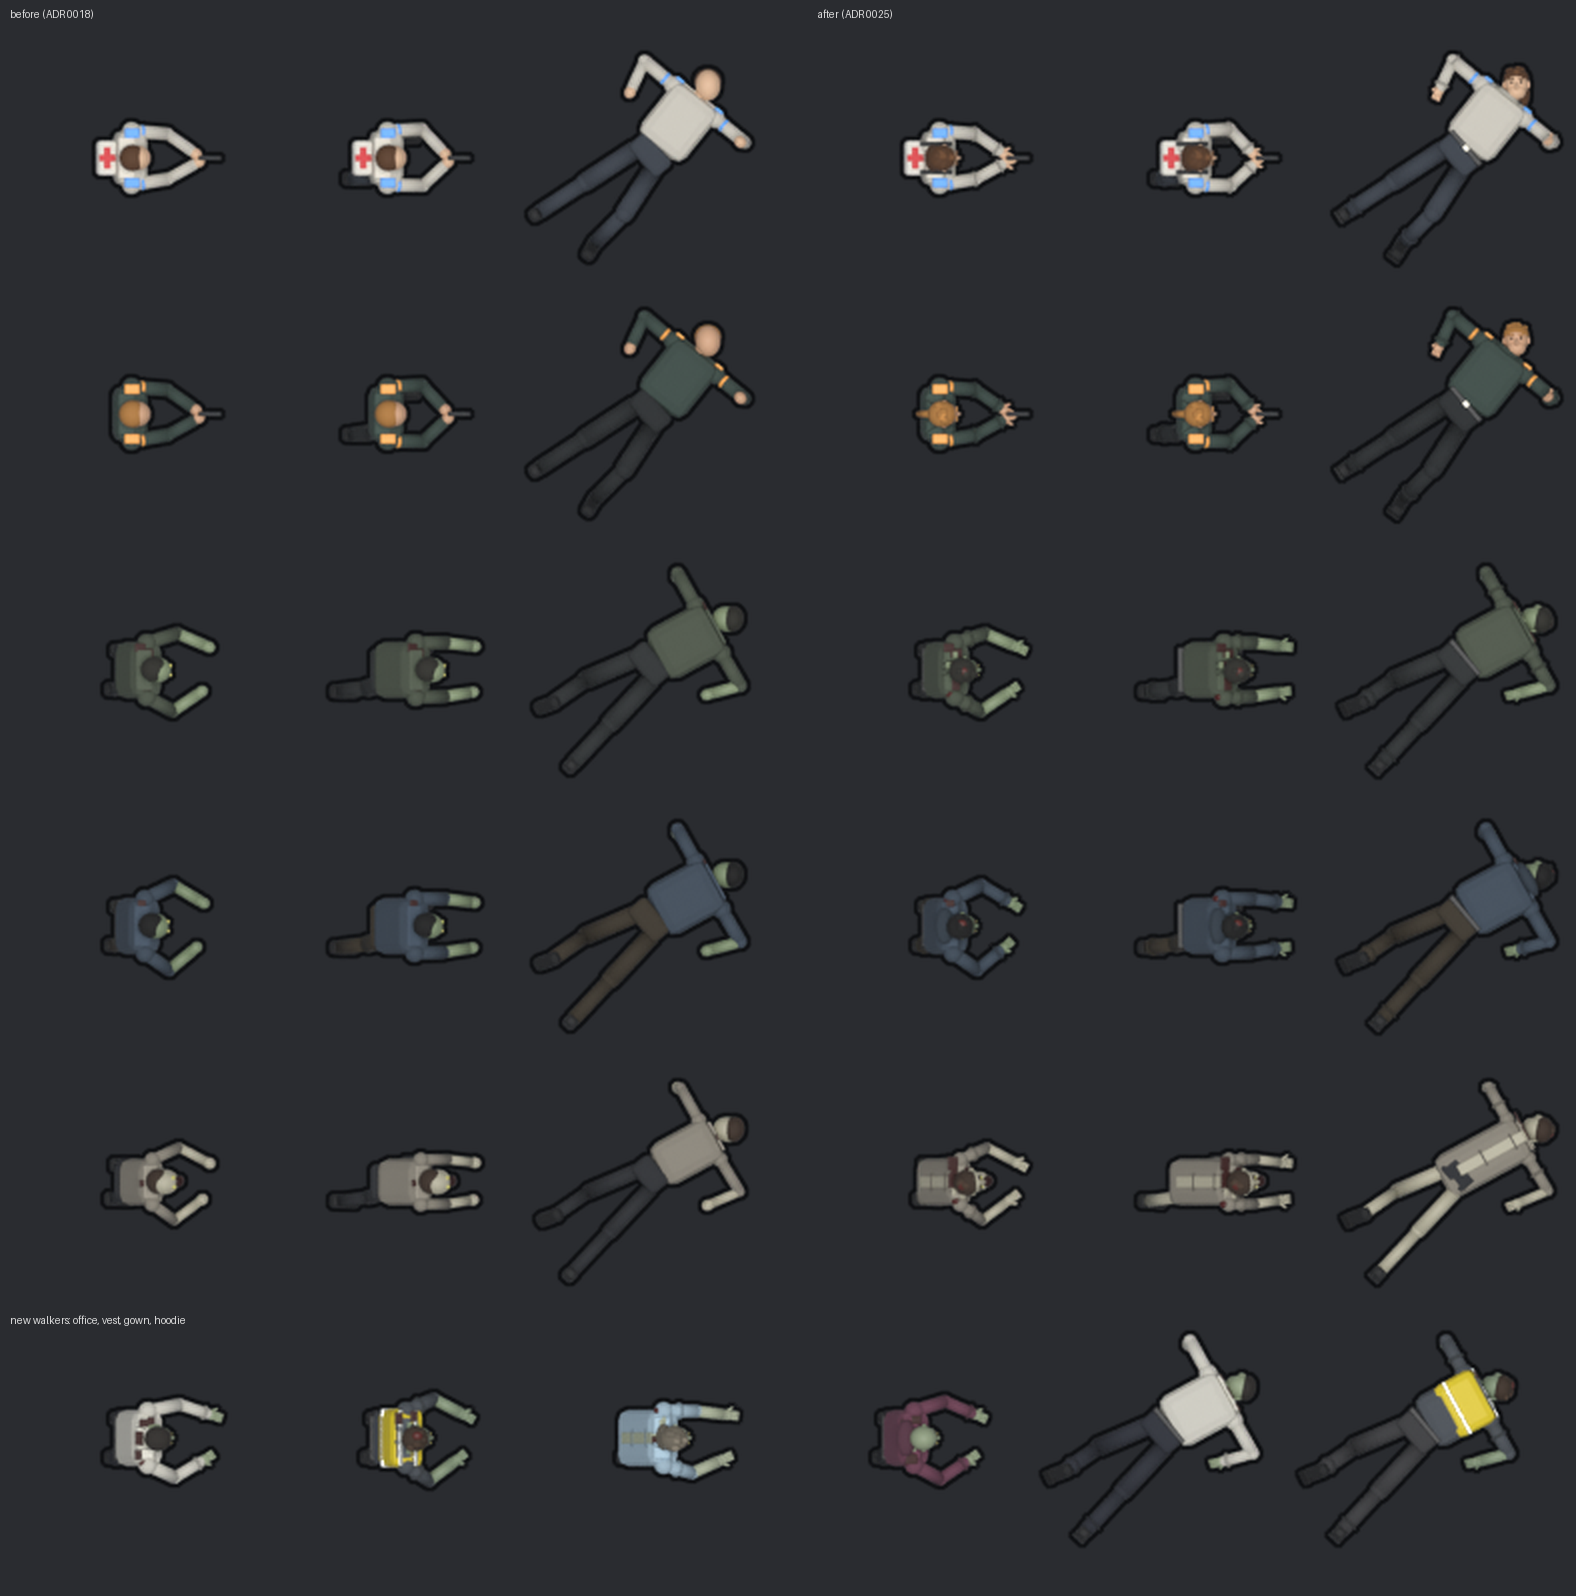 before (ADR0018)
after (ADR0025)
new walkers: office, vest, gown, hoodie